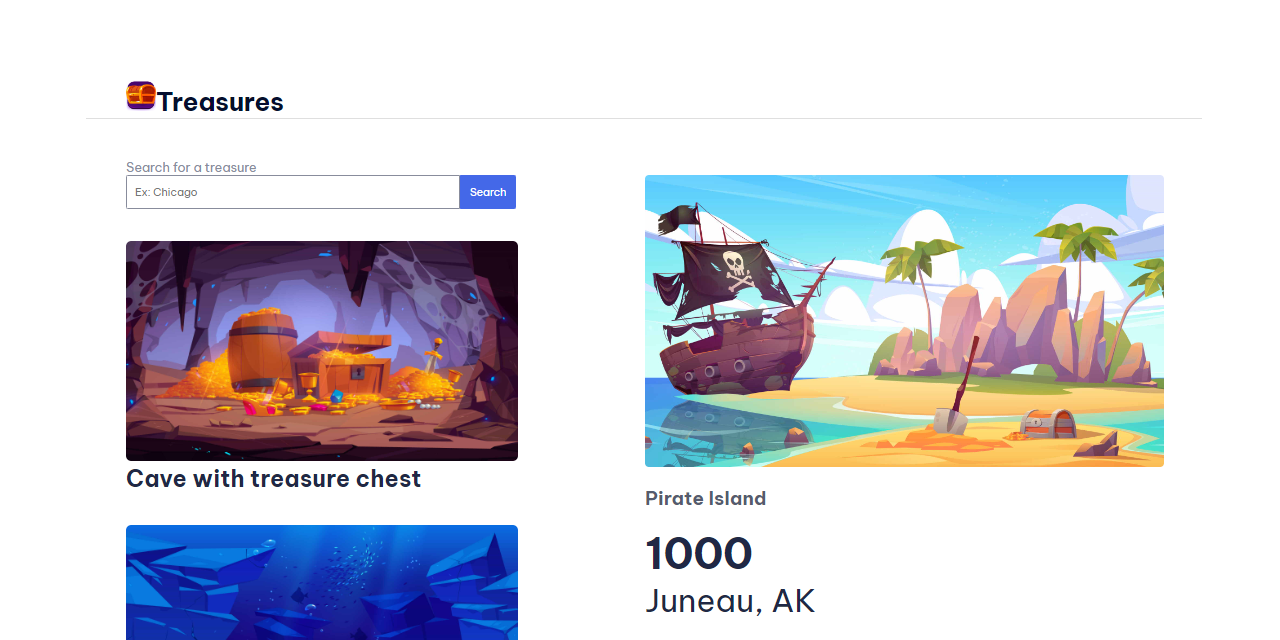 Treasures
Search for a treasure
Ex: Chicago
Search
Cave with treasure chest
Pirate Island
1000
Juneau, AK